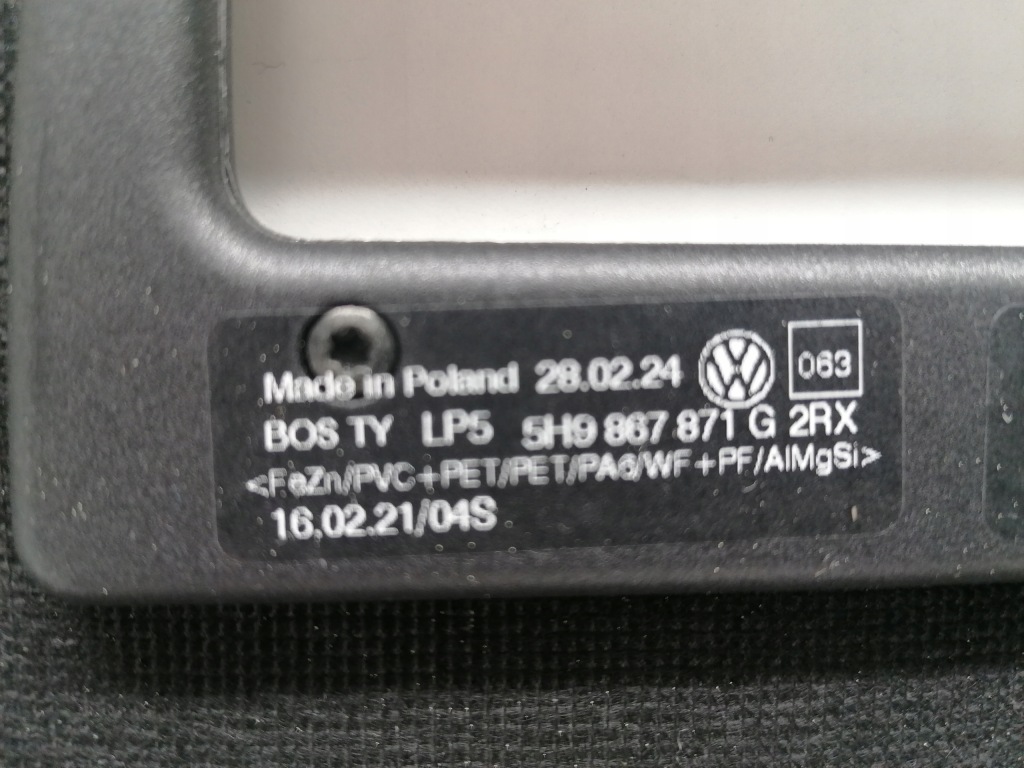 Made in Poland 28.02.24 VW 063
BOS TY LP5 5H9 867 871 G 2RX
<FeZn/PVC+PET/PET/PA6/WF+PF/AlMgSi>
16.02.21/04S